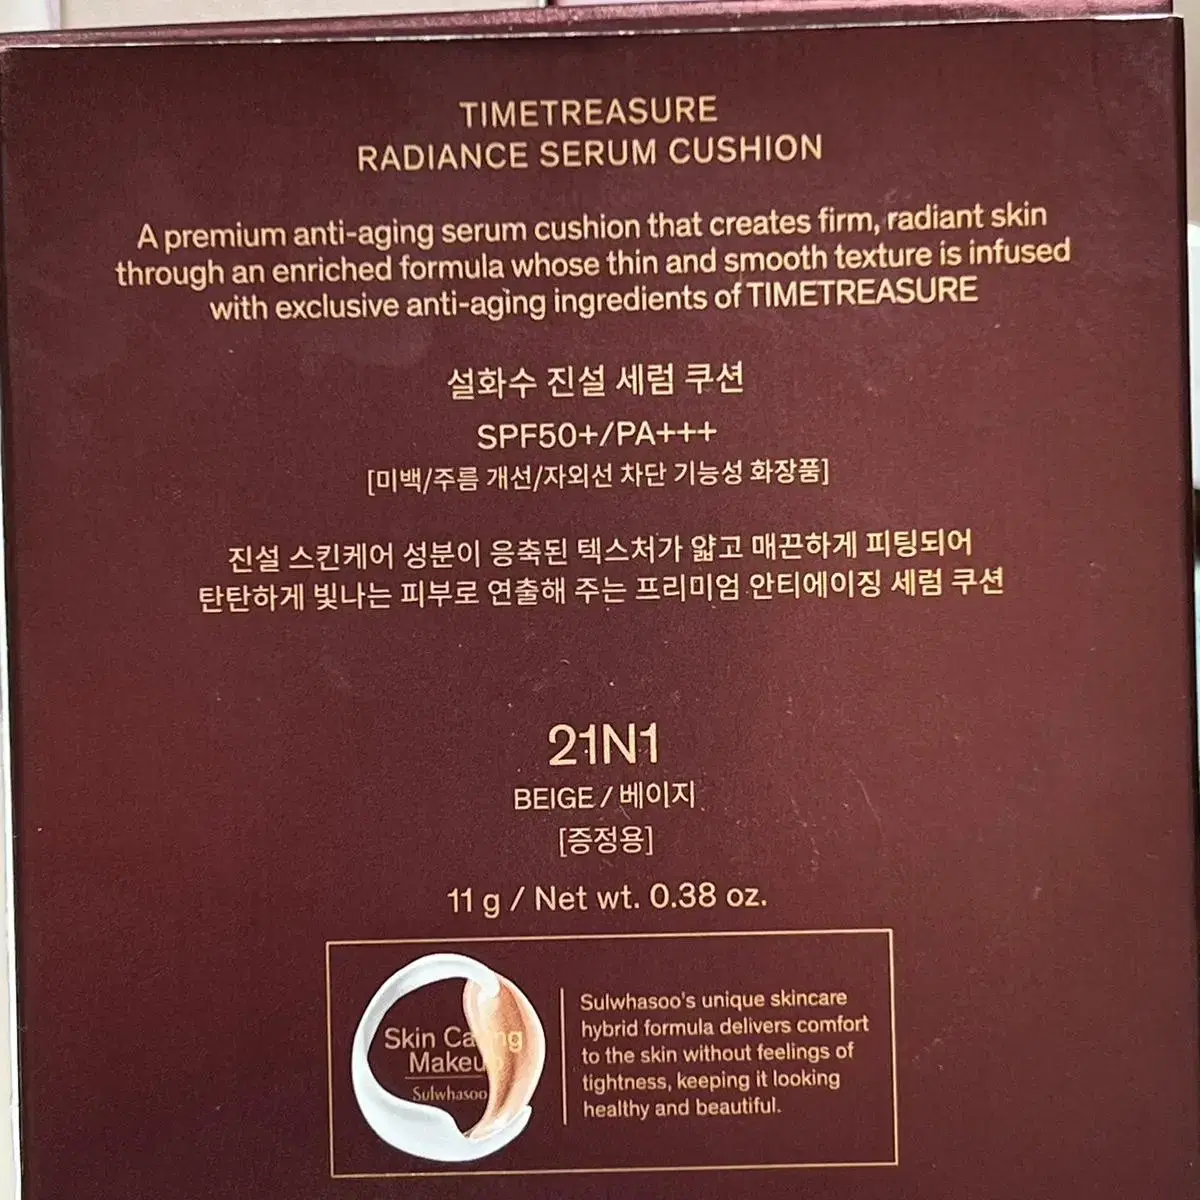 TIMETREASURE
RADIANCE SERUM CUSHION
A premium anti-aging serum cushion that creates firm, radiant skin
through an enriched formula whose thin and smooth texture is infused
with exclusive anti-aging ingredients of TIMETREASURE
설화수 진설 세럼 쿠션
SPF50+/PA+++
[미백/주름 개선/자외선 차단 기능성 화장품]
진설 스킨케어 성분이 응축된 텍스처가 얇고 매끈하게 피팅되어
탄탄하게 빛나는 피부로 연출해 주는 프리미엄 안티에이징 세럼 쿠션
21N1
BEIGE / 베이지
[증정용]
11 g / Net wt. 0.38 oz.
Skin Caring
Makeup
Sulwhasoo
Sulwhasoo's unique skincare
hybrid formula delivers comfort
to the skin without feelings of
tightness, keeping it looking
healthy and beautiful.